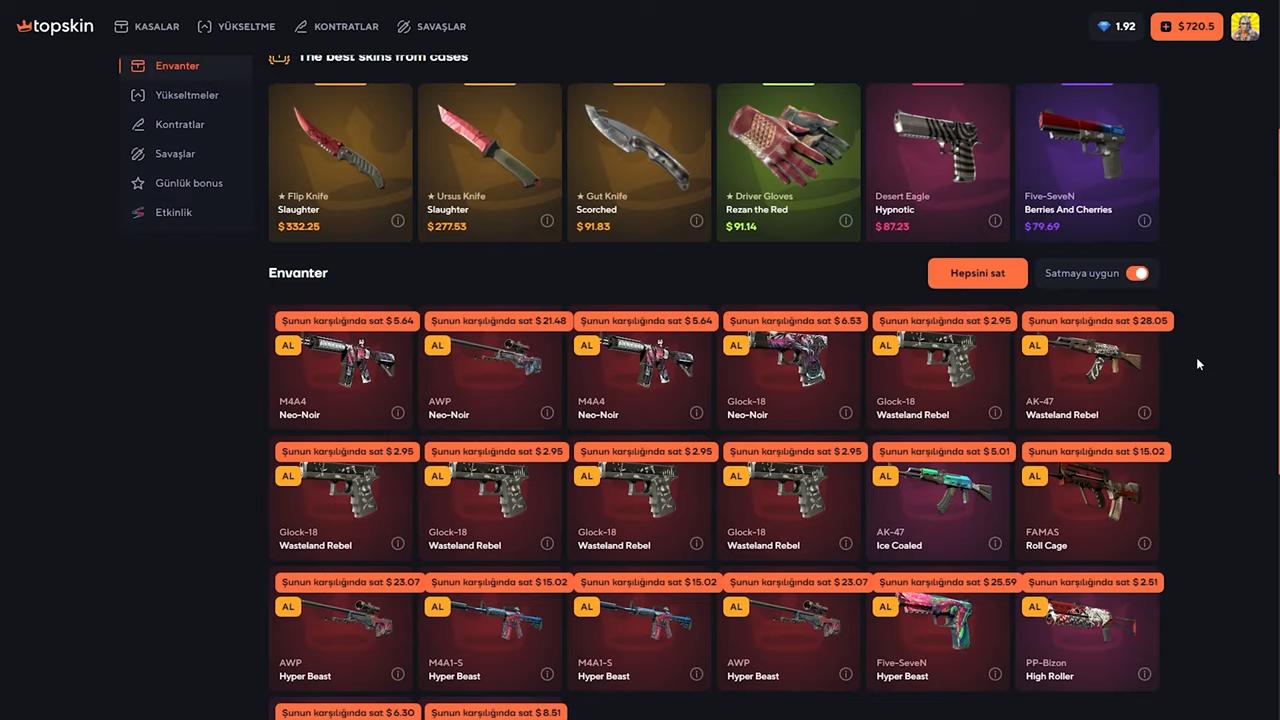 topskin
KASALAR
YÜKSELTME
KONTRATLAR
SAVAŞLAR
1.92
$720.5
Envanter
Yükseltmeler
Kontratlar
Savaşlar
Günlük bonus
Etkinlik
The best skins from cases
★ Flip Knife
Slaughter
$332.25
★ Ursus Knife
Slaughter
$277.53
★ Gut Knife
Scorched
$91.83
★ Driver Gloves
Rezan the Red
$91.14
Desert Eagle
Hypnotic
$87.23
Five-SeveN
Berries And Cherries
$79.69
Envanter
Hepsini sat
Satmaya uygun
Şunun karşılığında sat $5.64
AL
M4A4
Neo-Noir
Şunun karşılığında sat $21.48
AL
AWP
Neo-Noir
Şunun karşılığında sat $5.64
AL
M4A4
Neo-Noir
Şunun karşılığında sat $6.53
AL
Glock-18
Neo-Noir
Şunun karşılığında sat $2.95
AL
Glock-18
Wasteland Rebel
Şunun karşılığında sat $28.05
AL
AK-47
Wasteland Rebel
Şunun karşılığında sat $2.95
AL
Glock-18
Wasteland Rebel
Şunun karşılığında sat $2.95
AL
Glock-18
Wasteland Rebel
Şunun karşılığında sat $2.95
AL
Glock-18
Wasteland Rebel
Şunun karşılığında sat $2.95
AL
Glock-18
Wasteland Rebel
Şunun karşılığında sat $5.01
AL
AK-47
Ice Coaled
Şunun karşılığında sat $15.02
AL
FAMAS
Roll Cage
Şunun karşılığında sat $23.07
AL
AWP
Hyper Beast
Şunun karşılığında sat $15.02
AL
M4A1-S
Hyper Beast
Şunun karşılığında sat $15.02
AL
M4A1-S
Hyper Beast
Şunun karşılığında sat $23.07
AL
AWP
Hyper Beast
Şunun karşılığında sat $25.59
AL
Five-SeveN
Hyper Beast
Şunun karşılığında sat $2.51
AL
PP-Bizon
High Roller
Şunun karşılığında sat $6.30
Şunun karşılığında sat $8.51